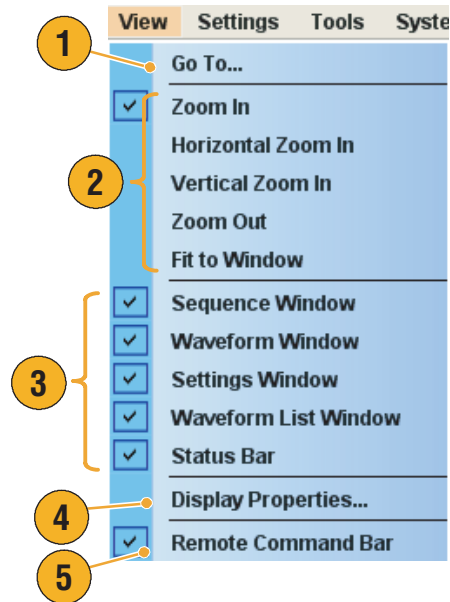 View Settings Tools Syste
1
Go To...
Zoom In
Horizontal Zoom In
2
Vertical Zoom In
Zoom Out
Fit to Window
Sequence Window
Waveform Window
3
Settings Window
Waveform List Window
Status Bar
4
Display Properties...
Remote Command Bar
5